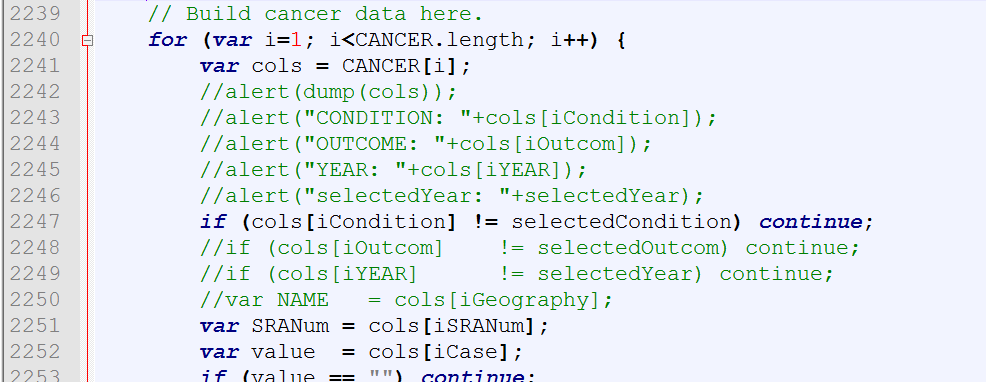 2239 // Build cancer data here.
2240 for (var i=1; i<CANCER.length; i++) {
2241 var cols = CANCER[i];
2242 //alert(dump(cols));
2243 //alert("CONDITION: "+cols[iCondition]);
2244 //alert("OUTCOME: "+cols[iOutcom]);
2245 //alert("YEAR: "+cols[iYEAR]);
2246 //alert("selectedYear: "+selectedYear);
2247 if (cols[iCondition] != selectedCondition) continue;
2248 //if (cols[iOutcom]    != selectedOutcom) continue;
2249 //if (cols[iYEAR]      != selectedYear) continue;
2250 //var NAME   = cols[iGeography];
2251 var SRANum = cols[iSRANum];
2252 var value  = cols[iCase];
2253 if (value == "") continue;